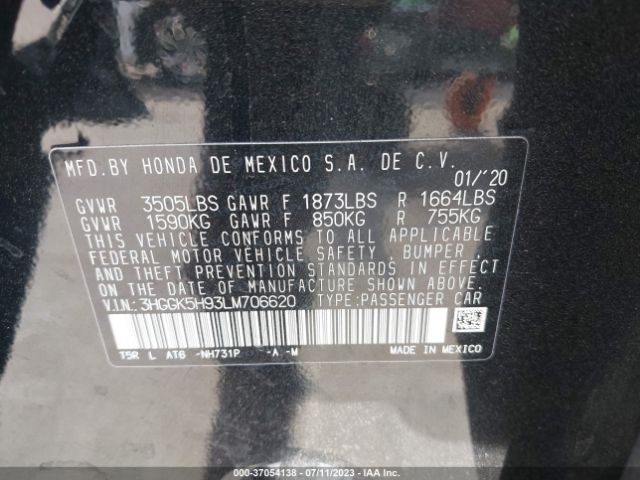 MFD.BY HONDA DE MEXICO S.A. DE C.V.
01/'20
GVWR 3505LBS GAWR F 1873LBS R 1664LBS
GVWR 1590KG GAWR F 850KG R 755KG
THIS VEHICLE CONFORMS TO ALL APPLICABLE
FEDERAL MOTOR VEHICLE SAFETY, BUMPER,
AND THEFT PREVENTION STANDARDS IN EFFECT
ON THE DATE OF MANUFACTURE SHOWN ABOVE.
V.I.N.: 3HGGK5H93LM706620 TYPE:PASSENGER CAR
T5R L AT6 -NH731P -A -M MADE IN MEXICO
000-37054138 - 07/11/2023 - IAA Inc.